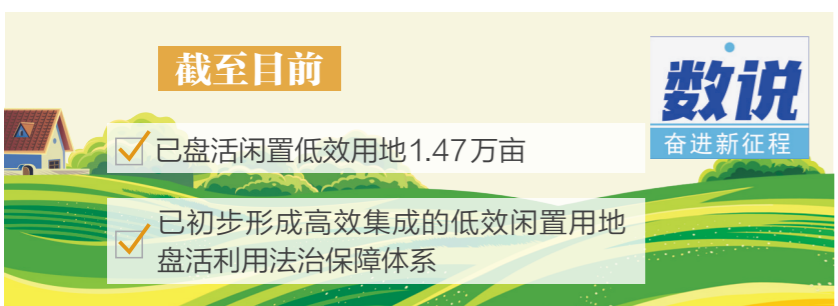 截至目前
数说
奋进新征程
已盘活闲置低效用地1.47万亩
已初步形成高效集成的低效闲置用地
盘活利用法治保障体系